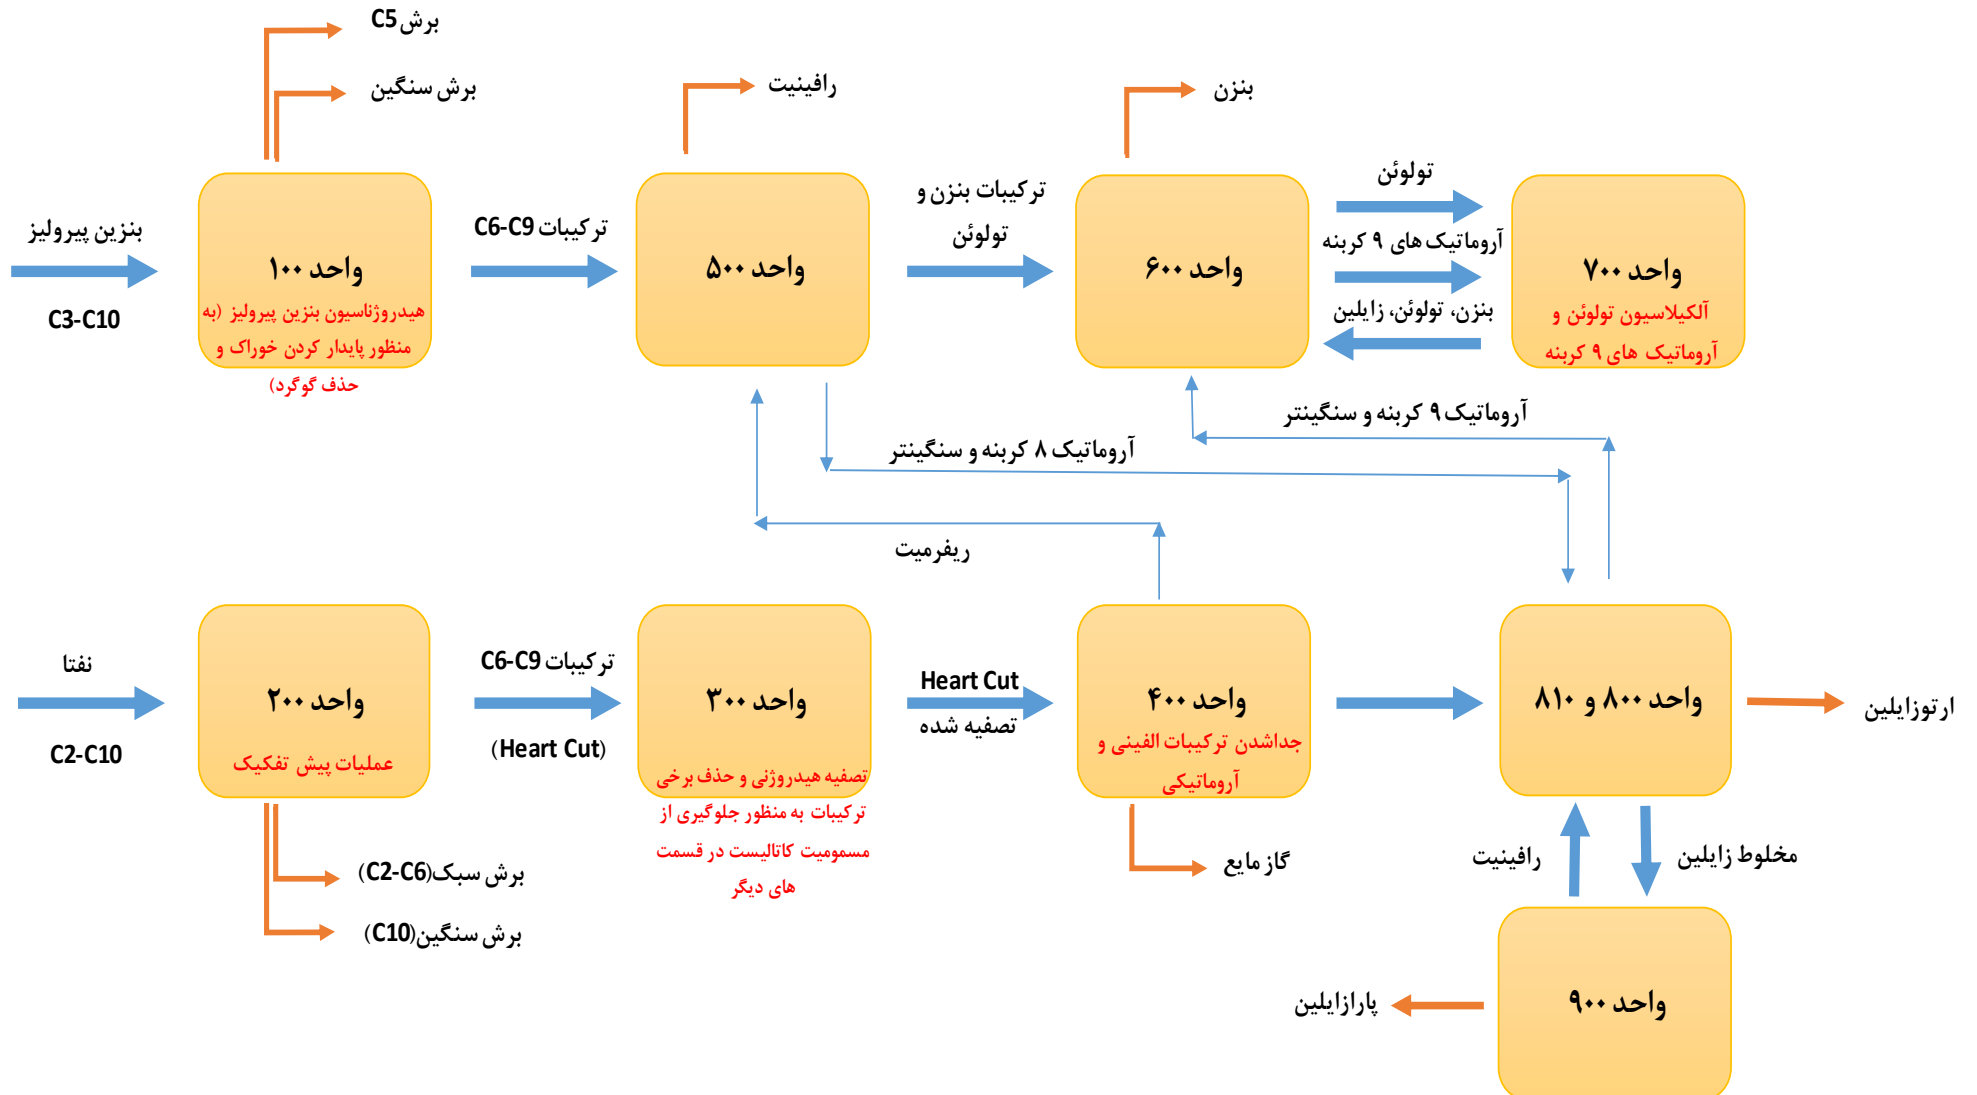 برش C5
برش سنگین
رافینیت
بنزن
بنزین پیرولیز
C3-C10
واحد ۱۰۰
هیدروژناسیون بنزین پیرولیز (به
منظور پایدار کردن خوراک و
حذف گوگرد)
ترکیبات C6-C9
واحد ۵۰۰
ترکیبات بنزن و
تولوئن
واحد ۶۰۰
تولوئن
آروماتیک های ۹ کربنه
بنزن، تولوئن، زایلین
واحد ۷۰۰
آلکیلاسیون تولوئن و
آروماتیک های ۹ کربنه
آروماتیک ۹ کربنه و سنگینتر
آروماتیک ۸ کربنه و سنگینتر
ریفرمیت
نفتا
C2-C10
واحد ۲۰۰
عملیات پیش تفکیک
ترکیبات C6-C9
(Heart Cut)
واحد ۳۰۰
تصفیه هیدروژنی و حذف برخی
ترکیبات به منظور جلوگیری از
مسمومیت کاتالیست در قسمت
های دیگر
Heart Cut
تصفیه شده
واحد ۴۰۰
جداشدن ترکیبات الفینی و
آروماتیکی
واحد ۸۰۰ و ۸۱۰
ارتوزایلین
برش سبک(C2-C6)
برش سنگین(C10)
گاز مایع
رافینیت
مخلوط زایلین
واحد ۹۰۰
پارازایلین